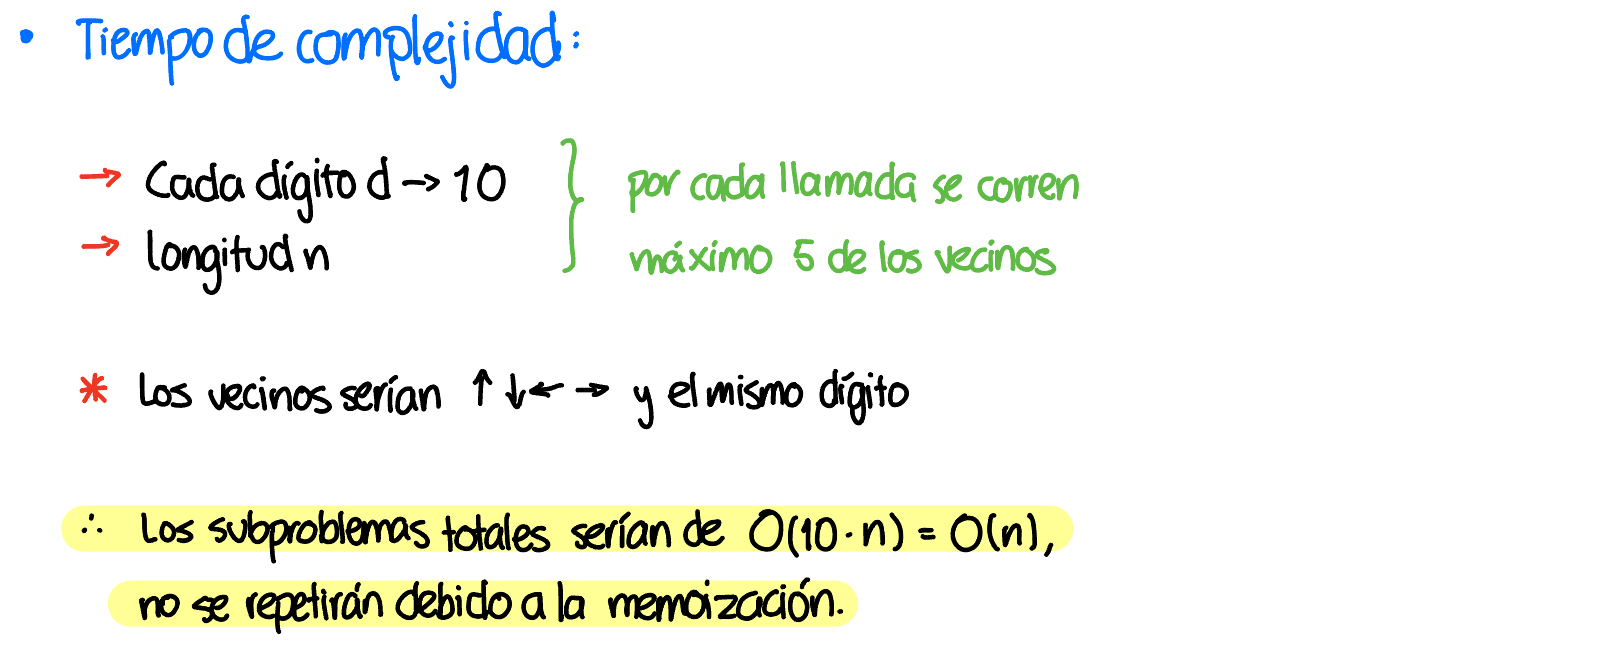 • Tiempo de complejidad:
→ Cada dígito d → 10
→ longitud n
por cada llamada se corren
máximo 5 de los vecinos
* Los vecinos serían ↑ ↓ ← → y el mismo dígito
∴ Los subproblemas totales serían de O(10·n) = O(n),
no se repetirán debido a la memoización.